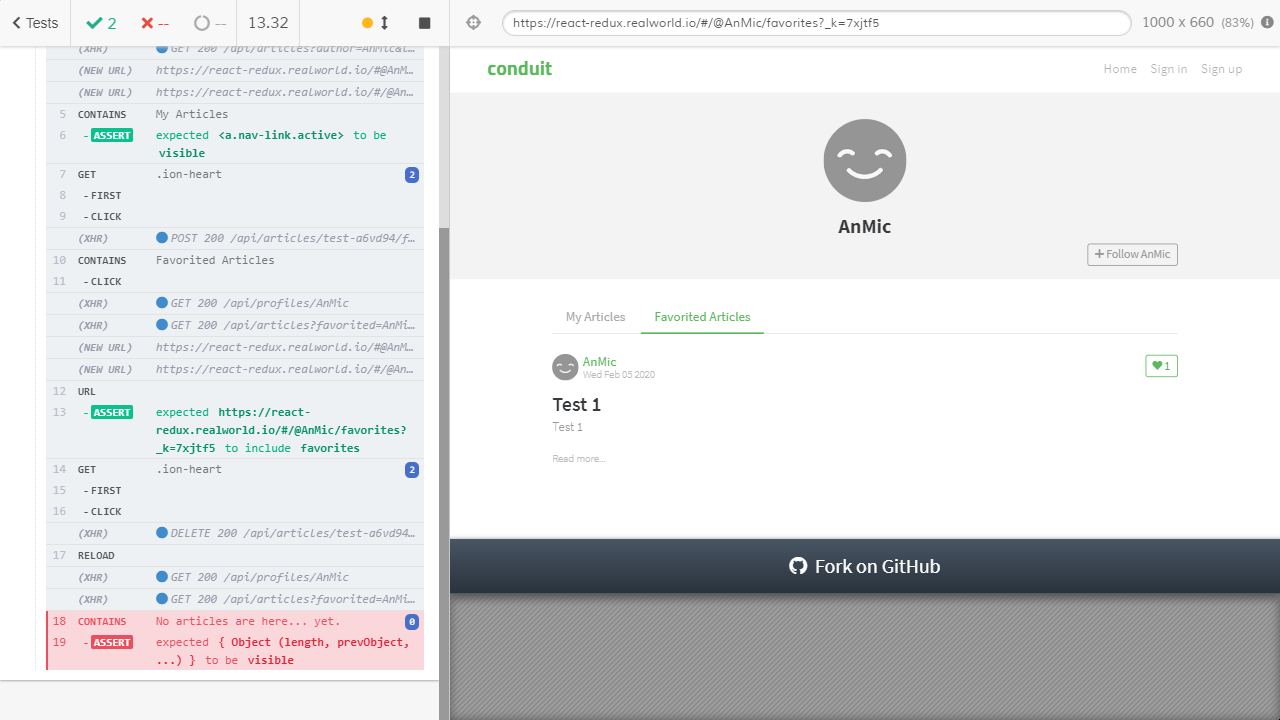 Tests 2 -- -- 13.32
(XHR) GET 200 /api/articles?author=AnMic&l…
(NEW URL) https://react-redux.realworld.io/#@AnM…
(NEW URL) https://react-redux.realworld.io/#/@An…
5 CONTAINS My Articles
6 - ASSERT expected <a.nav-link.active> to be
visible
7 GET .ion-heart 2
8 - FIRST
9 - CLICK
(XHR) POST 200 /api/articles/test-a6vd94/f…
10 CONTAINS Favorited Articles
11 - CLICK
(XHR) GET 200 /api/profiles/AnMic
(XHR) GET 200 /api/articles?favorited=AnMi…
(NEW URL) https://react-redux.realworld.io/#@AnM…
(NEW URL) https://react-redux.realworld.io/#/@An…
12 URL
13 - ASSERT expected https://react-
redux.realworld.io/#/@AnMic/favorites?
_k=7xjtf5 to include favorites
14 GET .ion-heart 2
15 - FIRST
16 - CLICK
(XHR) DELETE 200 /api/articles/test-a6vd94…
17 RELOAD
(XHR) GET 200 /api/profiles/AnMic
(XHR) GET 200 /api/articles?favorited=AnMi…
18 CONTAINS No articles are here... yet. 0
19 - ASSERT expected { Object (length, prevObject,
...) } to be visible
https://react-redux.realworld.io/#/@AnMic/favorites?_k=7xjtf5 1000 x 660 (83%)
conduit Home Sign in Sign up
AnMic
Follow AnMic
My Articles Favorited Articles
AnMic
Wed Feb 05 2020
1
Test 1
Test 1
Read more...
Fork on GitHub